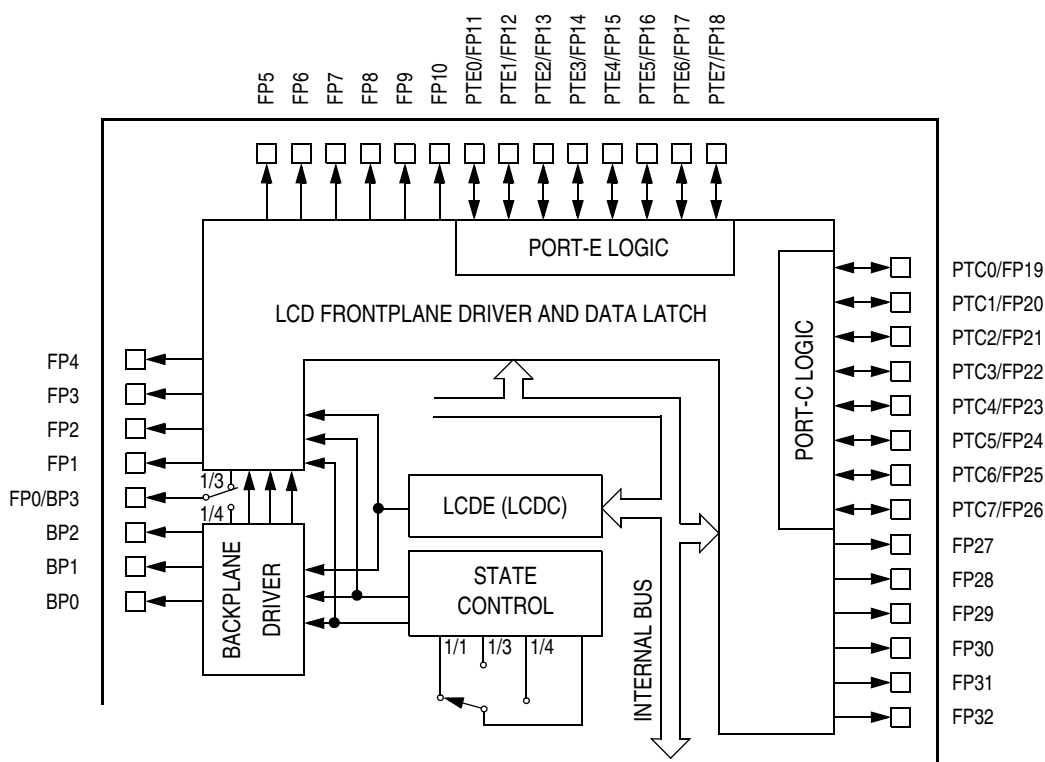 FP5
FP6
FP7
FP8
FP9
FP10
PTE0/FP11
PTE1/FP12
PTE2/FP13
PTE3/FP14
PTE4/FP15
PTE5/FP16
PTE6/FP17
PTE7/FP18
PORT-E LOGIC
LCD FRONTPLANE DRIVER AND DATA LATCH
PORT-C LOGIC
PTC0/FP19
PTC1/FP20
PTC2/FP21
PTC3/FP22
PTC4/FP23
PTC5/FP24
PTC6/FP25
PTC7/FP26
FP27
FP28
FP29
FP30
FP31
FP32
FP4
FP3
FP2
FP1
FP0/BP3
BP2
BP1
BP0
1/3
1/4
BACKPLANE
DRIVER
LCDE (LCDC)
STATE
CONTROL
1/1
1/3
1/4
INTERNAL BUS